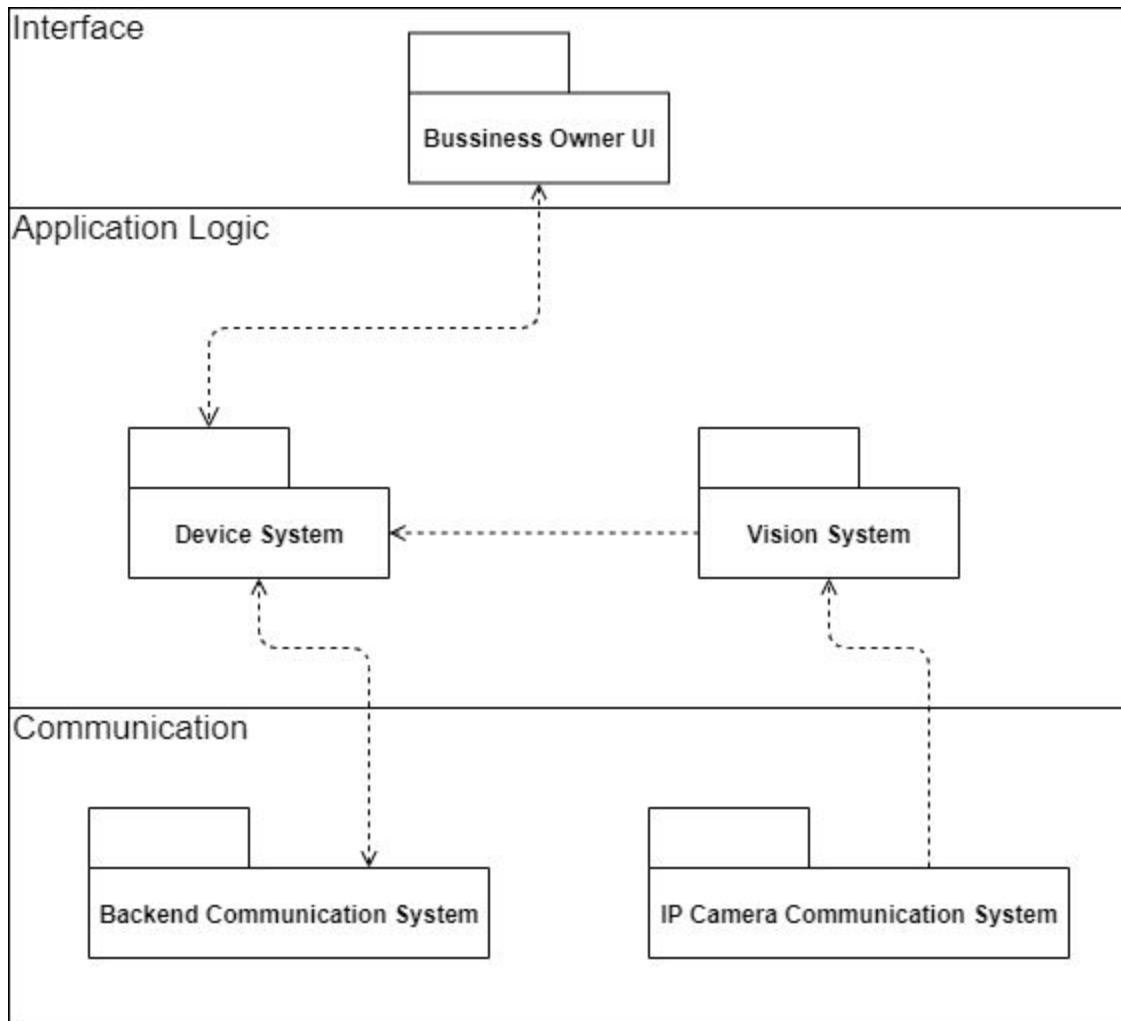 Interface
Bussiness Owner UI
Application Logic
Device System
Vision System
Communication
Backend Communication System
IP Camera Communication System